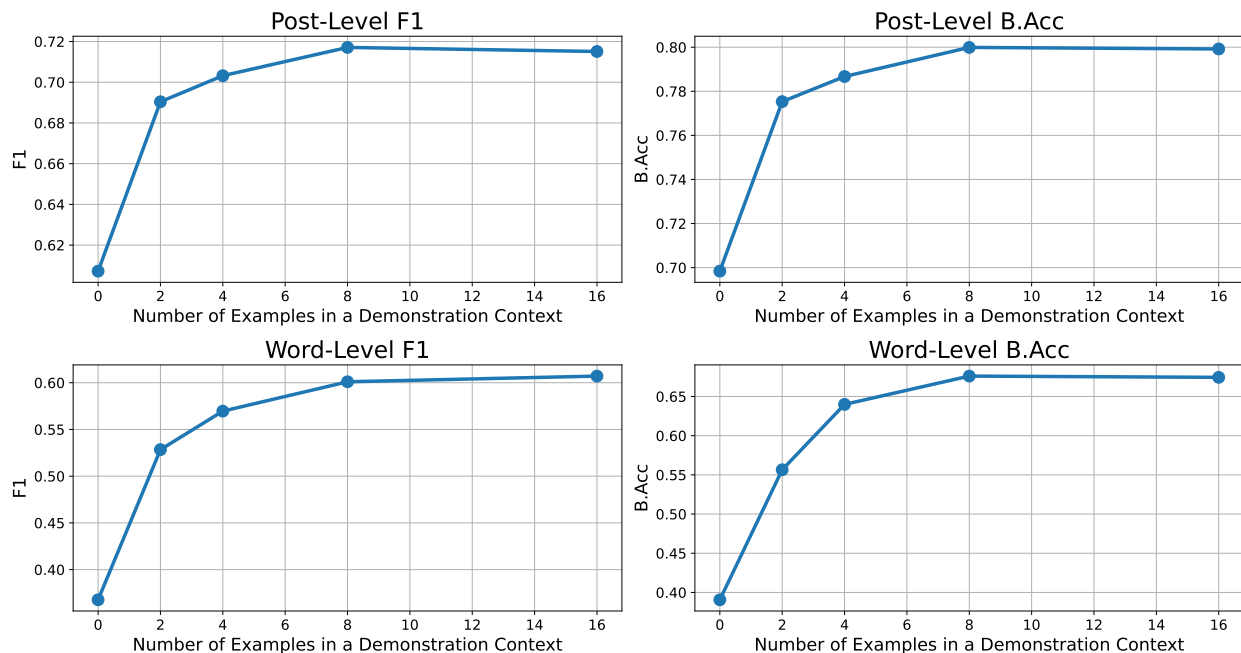 Post-Level F1
0.72
0.70
0.68
0.66
0.64
0.62
F1
0 2 4 6 8 10 12 14 16
Number of Examples in a Demonstration Context
Post-Level B.Acc
0.80
0.78
0.76
0.74
0.72
0.70
B.Acc
0 2 4 6 8 10 12 14 16
Number of Examples in a Demonstration Context
Word-Level F1
0.60
0.55
0.50
0.45
0.40
F1
0 2 4 6 8 10 12 14 16
Number of Examples in a Demonstration Context
Word-Level B.Acc
0.65
0.60
0.55
0.50
0.45
0.40
B.Acc
0 2 4 6 8 10 12 14 16
Number of Examples in a Demonstration Context